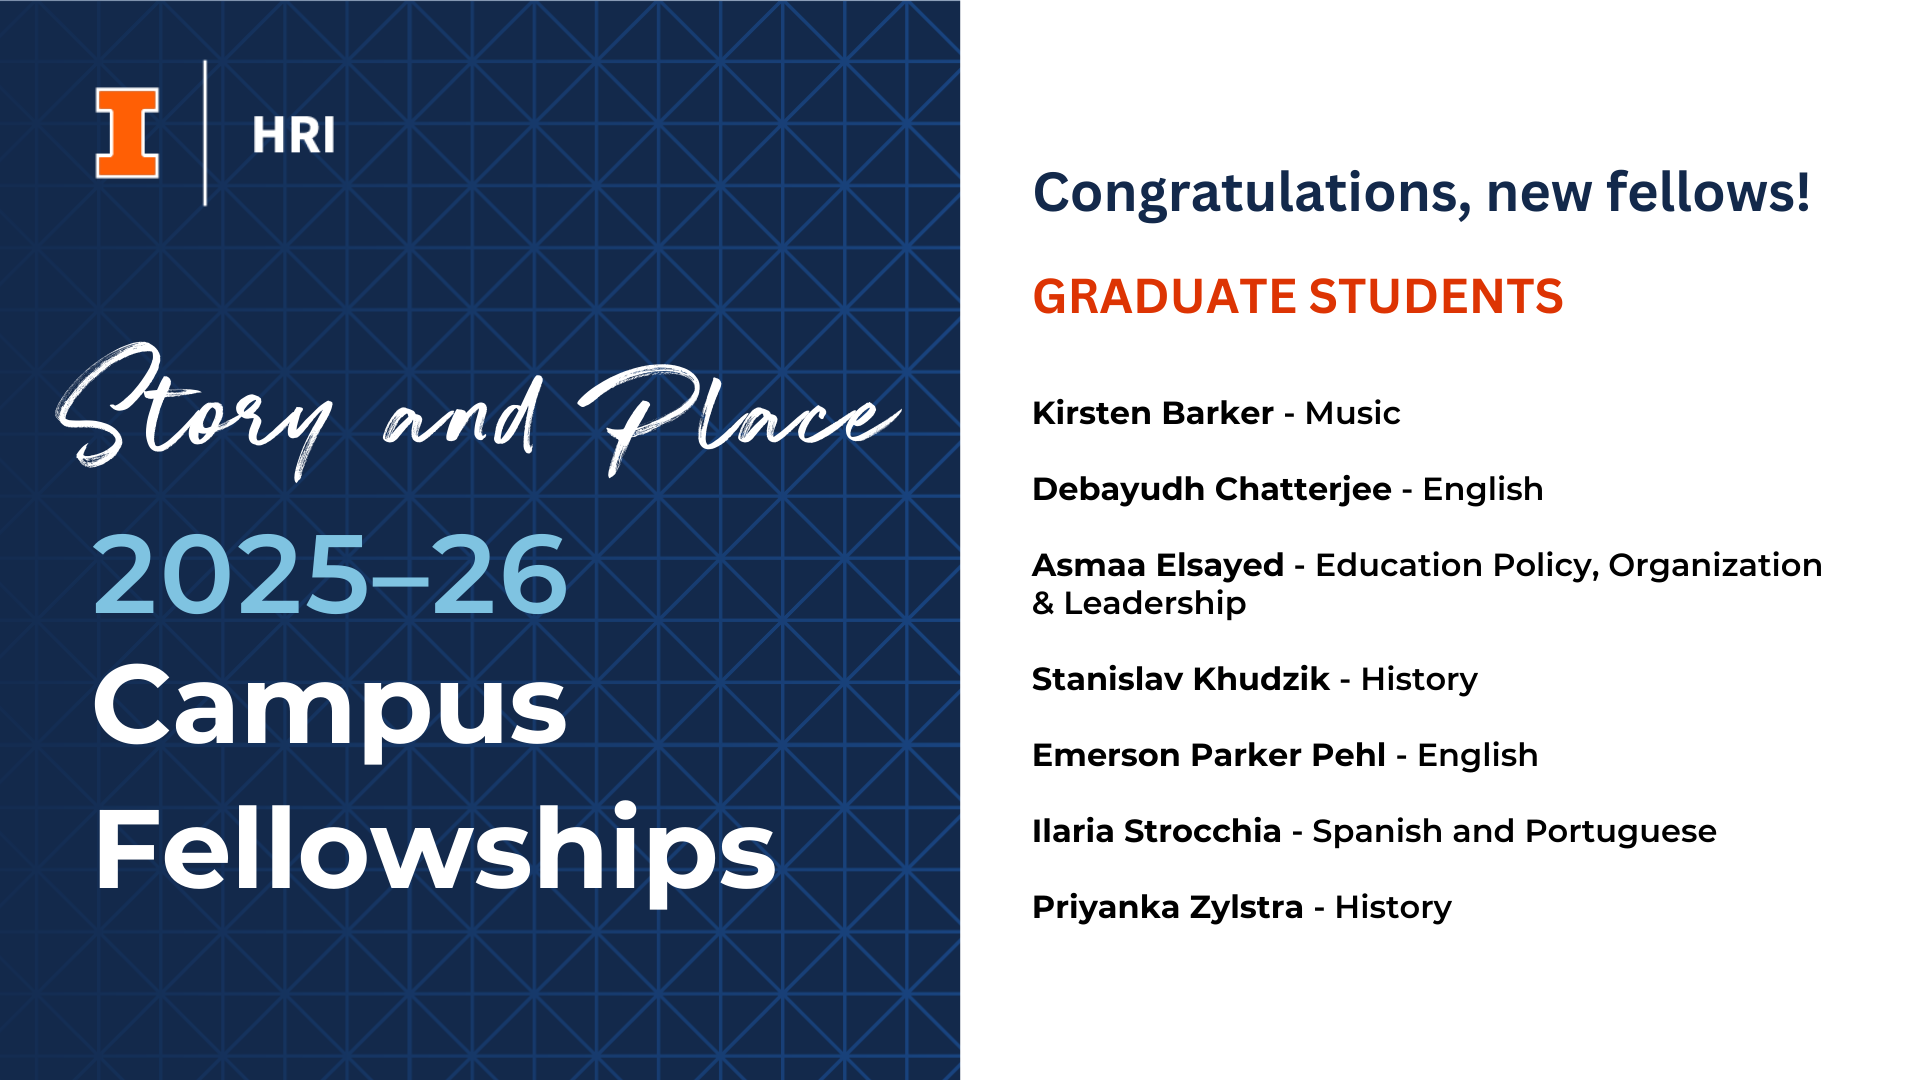 I
HRI
Story and Place
2025–26
Campus
Fellowships
Congratulations, new fellows!
GRADUATE STUDENTS
Kirsten Barker - Music
Debayudh Chatterjee - English
Asmaa Elsayed - Education Policy, Organization
& Leadership
Stanislav Khudzik - History
Emerson Parker Pehl - English
Ilaria Strocchia - Spanish and Portuguese
Priyanka Zylstra - History